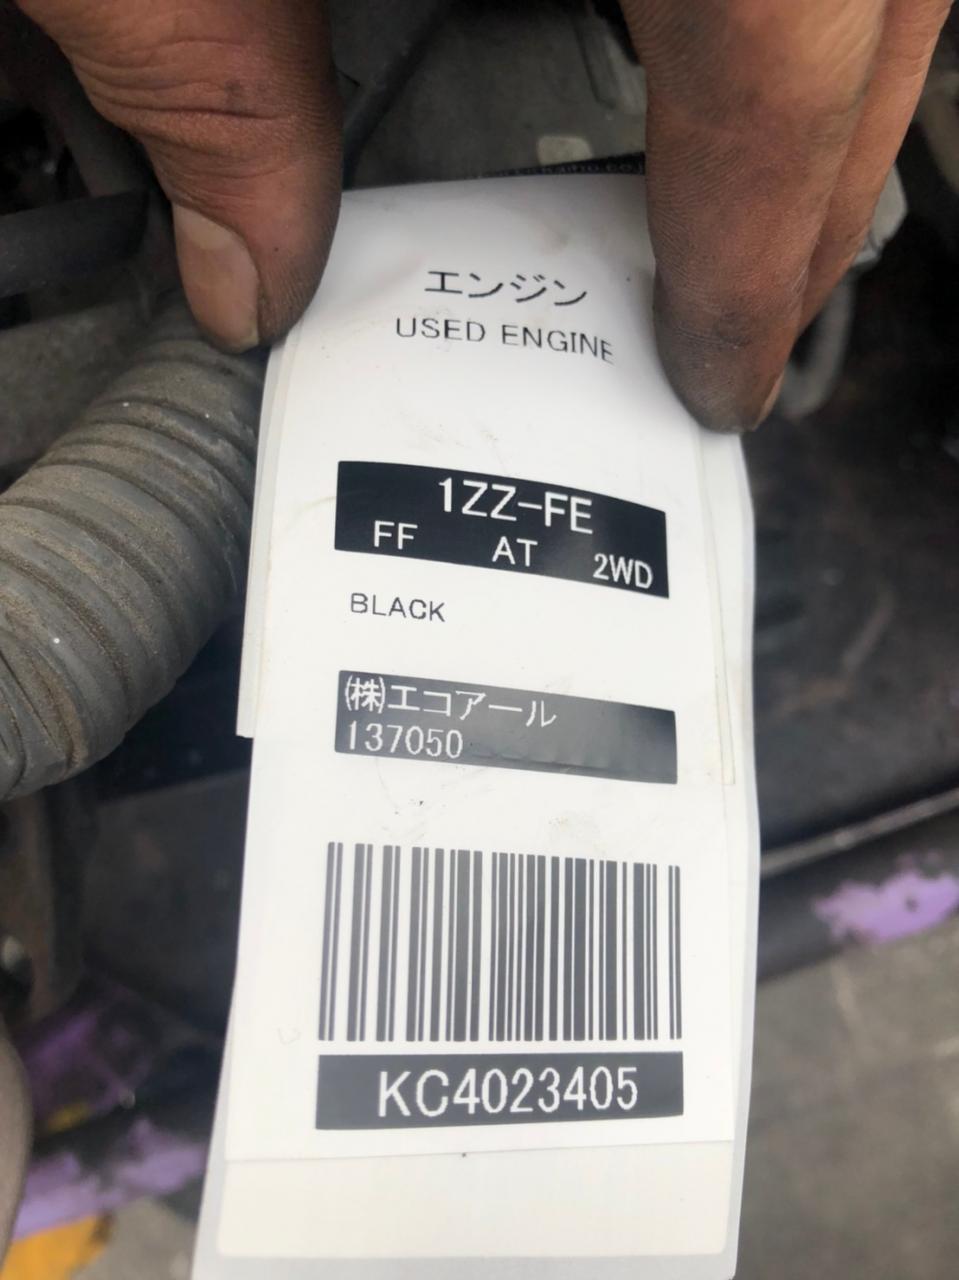 エンジン
USED ENGINE
1ZZ-FE
FF AT 2WD
BLACK
㈱エコアール
137050
KC4023405